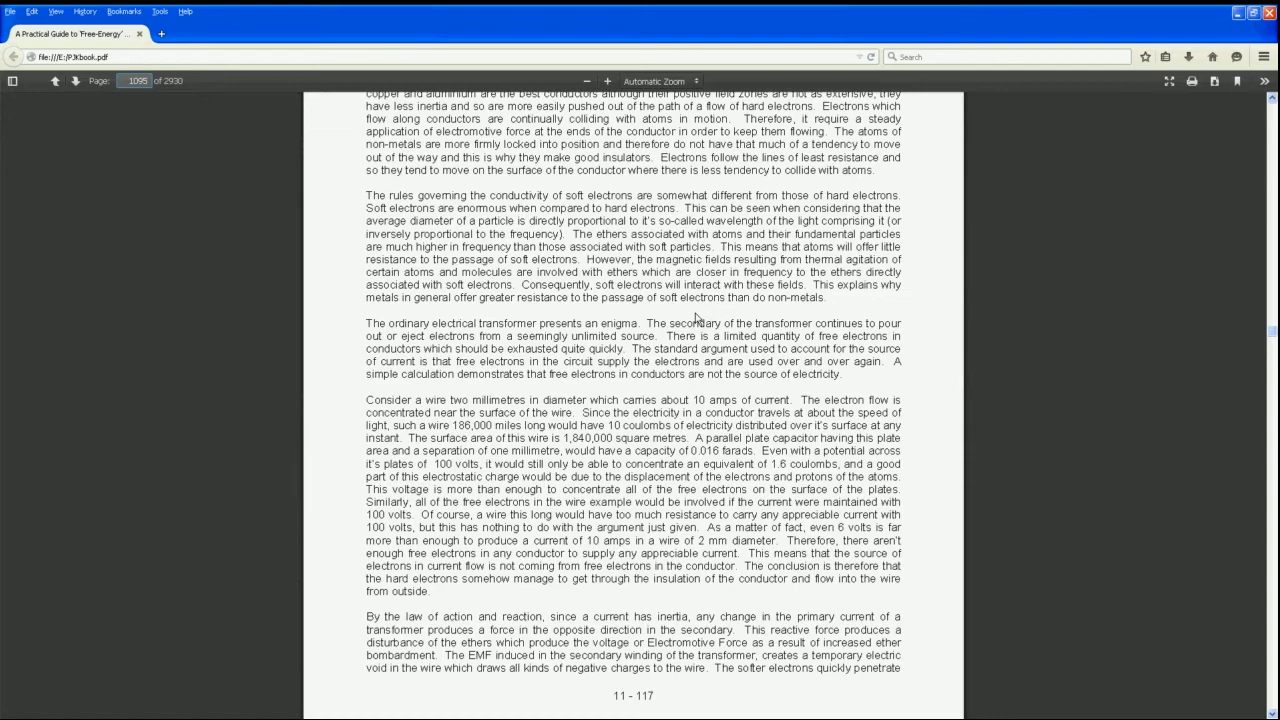 File Edit View History Bookmarks Tools Help
A Practical Guide to 'Free-Energy' ...
file:///E:/PJKbook.pdf
Search
Page: 1095 of 2930
Automatic Zoom
copper and aluminium are the best conductors although their positive field zones are not as extensive, they
have less inertia and so are more easily pushed out of the path of a flow of hard electrons. Electrons which
flow along conductors are continually colliding with atoms in motion. Therefore, it require a steady
application of electromotive force at the ends of the conductor in order to keep them flowing. The atoms of
non-metals are more firmly locked into position and therefore do not have that much of a tendency to move
out of the way and this is why they make good insulators. Electrons follow the lines of least resistance and
so they tend to move on the surface of the conductor where there is less tendency to collide with atoms.
The rules governing the conductivity of soft electrons are somewhat different from those of hard electrons.
Soft electrons are enormous when compared to hard electrons. This can be seen when considering that the
average diameter of a particle is directly proportional to it's so-called wavelength of the light comprising it (or
inversely proportional to the frequency). The ethers associated with atoms and their fundamental particles
are much higher in frequency than those associated with soft particles. This means that atoms will offer little
resistance to the passage of soft electrons. However, the magnetic fields resulting from thermal agitation of
certain atoms and molecules are involved with ethers which are closer in frequency to the ethers directly
associated with soft electrons. Consequently, soft electrons will interact with these fields. This explains why
metals in general offer greater resistance to the passage of soft electrons than do non-metals.
The ordinary electrical transformer presents an enigma. The secondary of the transformer continues to pour
out or eject electrons from a seemingly unlimited source. There is a limited quantity of free electrons in
conductors which should be exhausted quite quickly. The standard argument used to account for the source
of current is that free electrons in the circuit supply the electrons and are used over and over again. A
simple calculation demonstrates that free electrons in conductors are not the source of electricity.
Consider a wire two millimetres in diameter which carries about 10 amps of current. The electron flow is
concentrated near the surface of the wire. Since the electricity in a conductor travels at about the speed of
light, such a wire 186,000 miles long would have 10 coulombs of electricity distributed over it's surface at any
instant. The surface area of this wire is 1,840,000 square metres. A parallel plate capacitor having this plate
area and a separation of one millimetre, would have a capacity of 0.016 farads. Even with a potential across
it's plates of 100 volts, it would still only be able to concentrate an equivalent of 1.6 coulombs, and a good
part of this electrostatic charge would be due to the displacement of the electrons and protons of the atoms.
This voltage is more than enough to concentrate all of the free electrons on the surface of the plates.
Similarly, all of the free electrons in the wire example would be involved if the current were maintained with
100 volts. Of course, a wire this long would have too much resistance to carry any appreciable current with
100 volts, but this has nothing to do with the argument just given. As a matter of fact, even 6 volts is far
more than enough to produce a current of 10 amps in a wire of 2 mm diameter. Therefore, there aren't
enough free electrons in any conductor to supply any appreciable current. This means that the source of
electrons in current flow is not coming from free electrons in the conductor. The conclusion is therefore that
the hard electrons somehow manage to get through the insulation of the conductor and flow into the wire
from outside.
By the law of action and reaction, since a current has inertia, any change in the primary current of a
transformer produces a force in the opposite direction in the secondary. This reactive force produces a
disturbance of the ethers which produce the voltage or Electromotive Force as a result of increased ether
bombardment. The EMF induced in the secondary winding of the transformer, creates a temporary electric
void in the wire which draws all kinds of negative charges to the wire. The softer electrons quickly penetrate
11 - 117